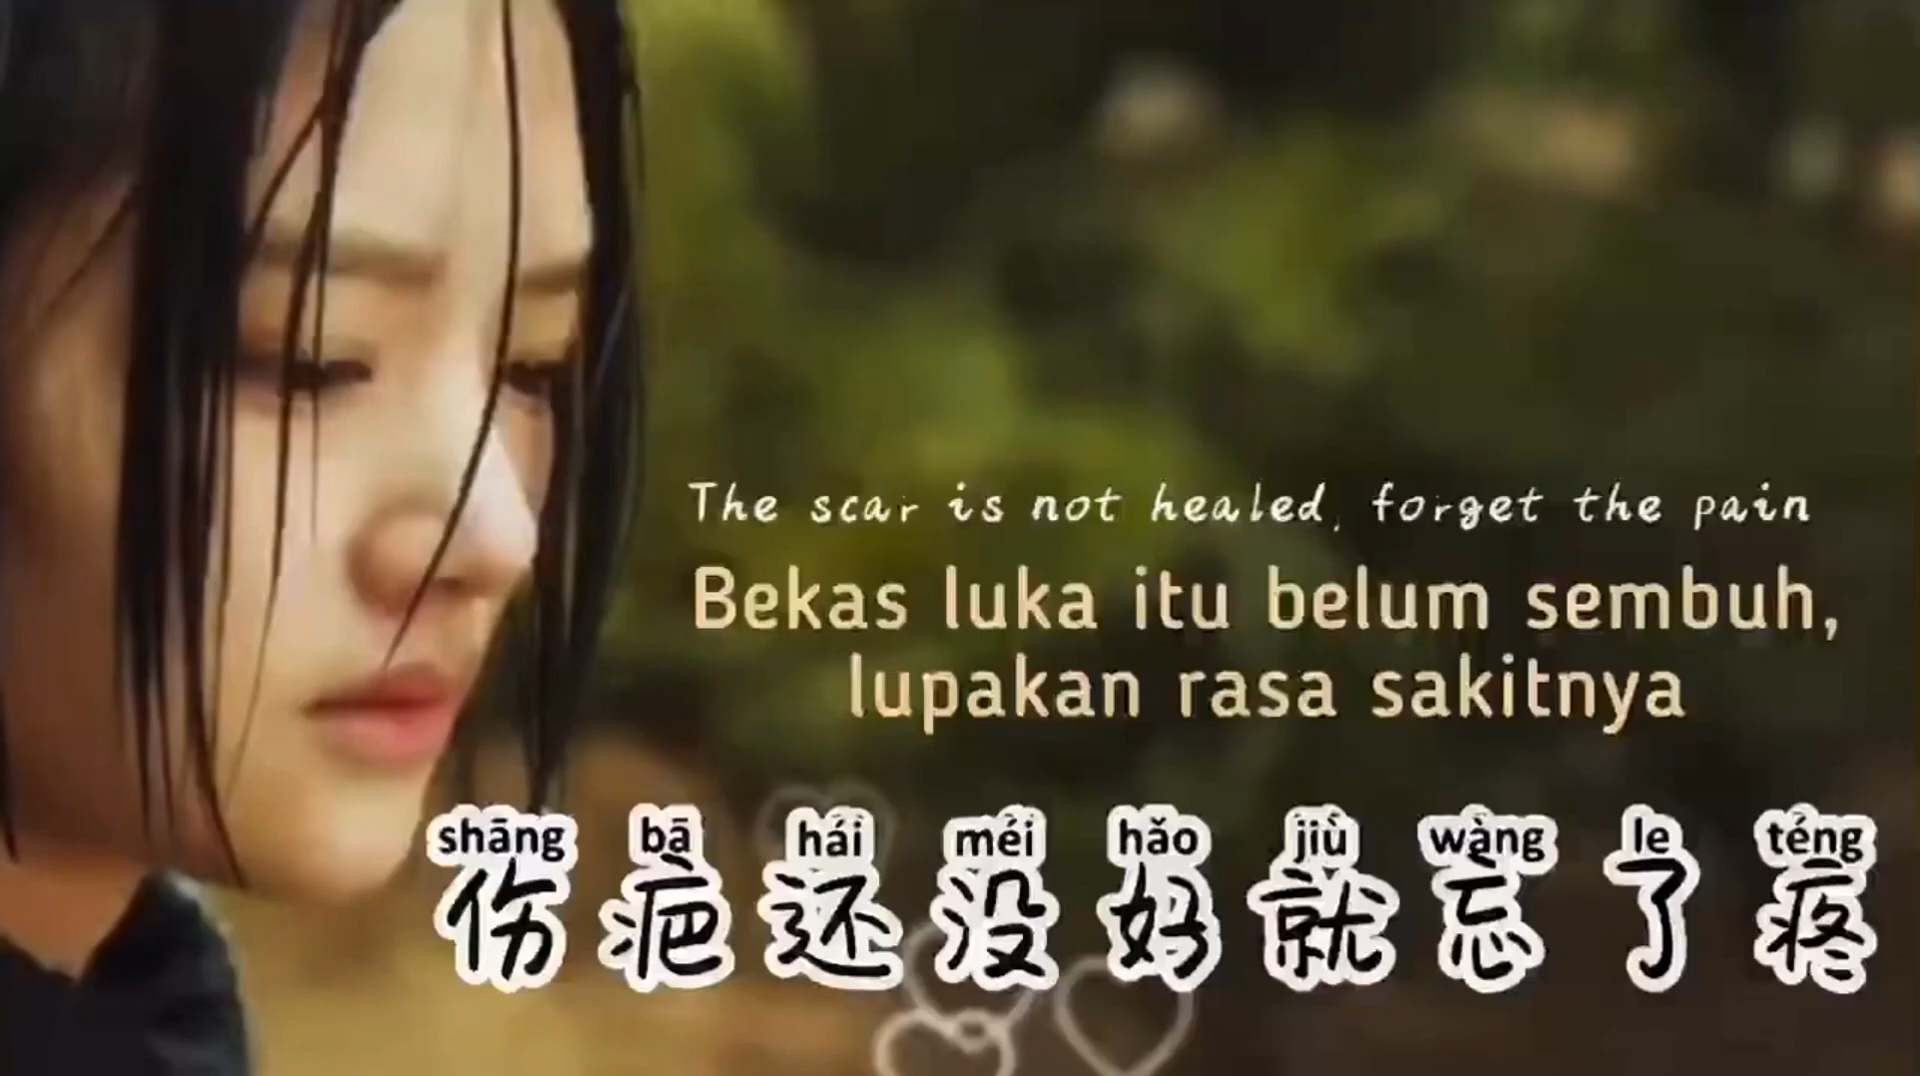 The scar is not healed, forget the pain
Bekas luka itu belum sembuh,
lupakan rasa sakitnya
shāng bā hái méi hǎo jiù wàng le téng
伤疤还没好就忘了疼